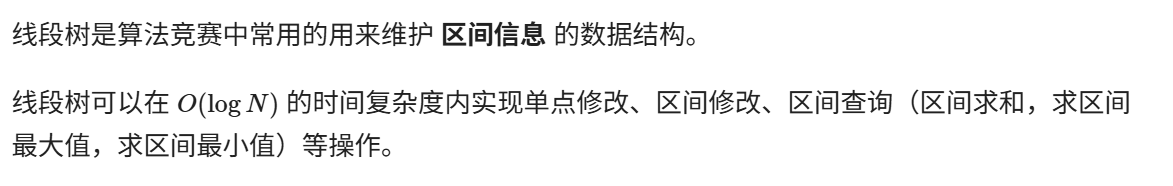 线段树是算法竞赛中常用的用来维护 区间信息 的数据结构。
线段树可以在 O(log N) 的时间复杂度内实现单点修改、区间修改、区间查询（区间求和，求区间
最大值，求区间最小值）等操作。